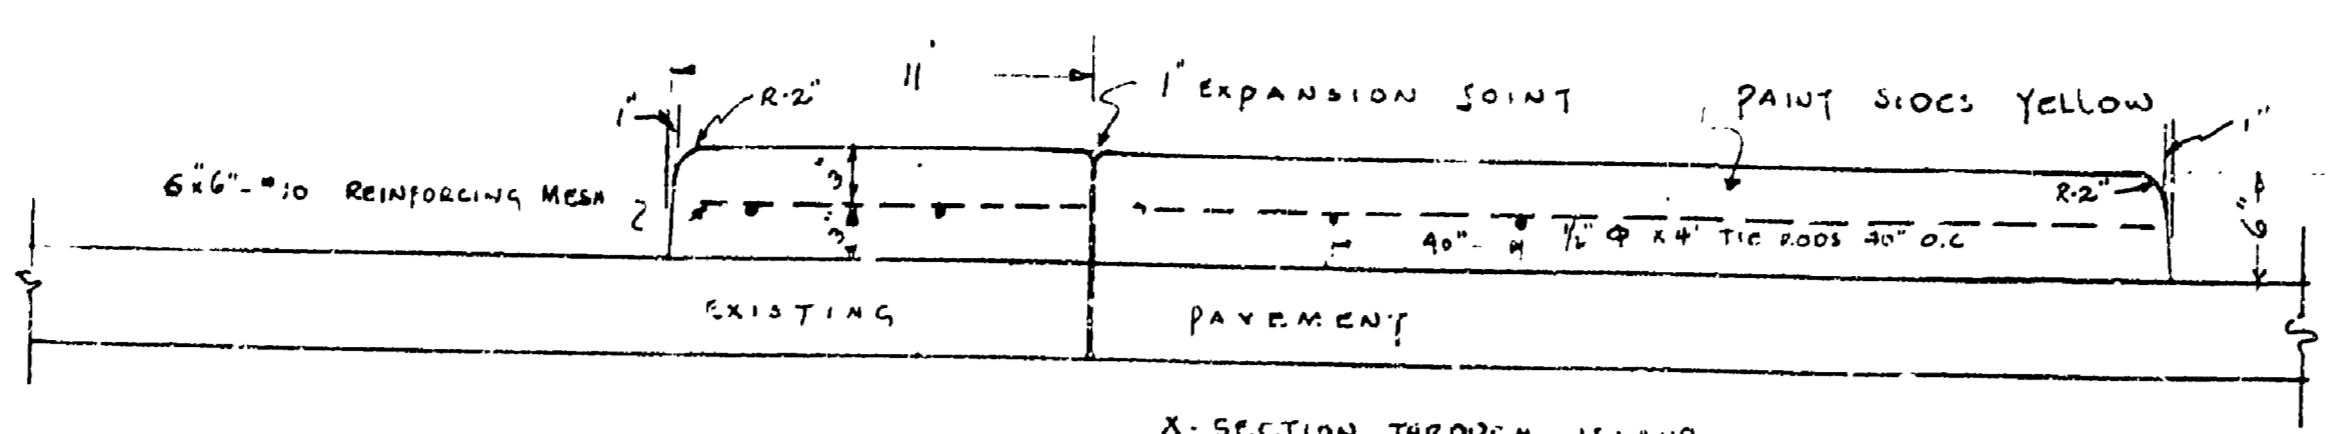 11'
1" EXPANSION JOINT
PAINT SIDES YELLOW
1"
R-2"
1"
6"x6"-#10 REINFORCING MESH
3"
3"
R-2"
6"
1/2" Φ x 4' TIE RODS 40" O.C
EXISTING PAVEMENT
X-SECTION THROUGH ISLAND